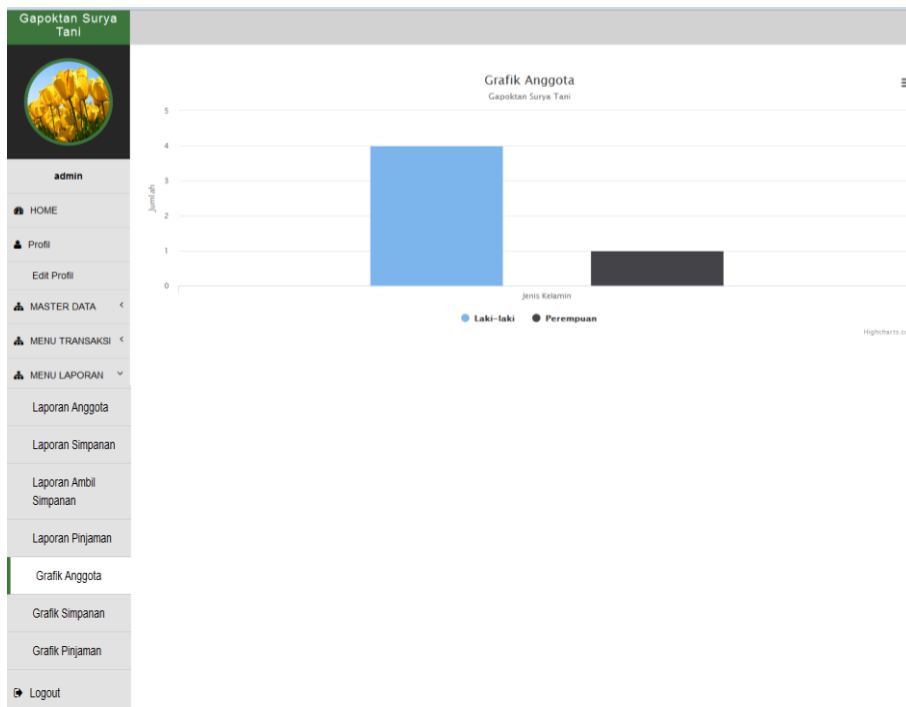 Gapoktan Surya
Tani
admin
HOME
Profil
Edit Profil
MASTER DATA
MENU TRANSAKSI
MENU LAPORAN
Laporan Anggota
Laporan Simpanan
Laporan Ambil
Simpanan
Laporan Pinjaman
Grafik Anggota
Grafik Simpanan
Grafik Pinjaman
Logout
Grafik Anggota
Gapoktan Surya Tani
Jumlah
5
4
3
2
1
0
Jenis Kelamin
Laki-laki Perempuan
Highcharts.co